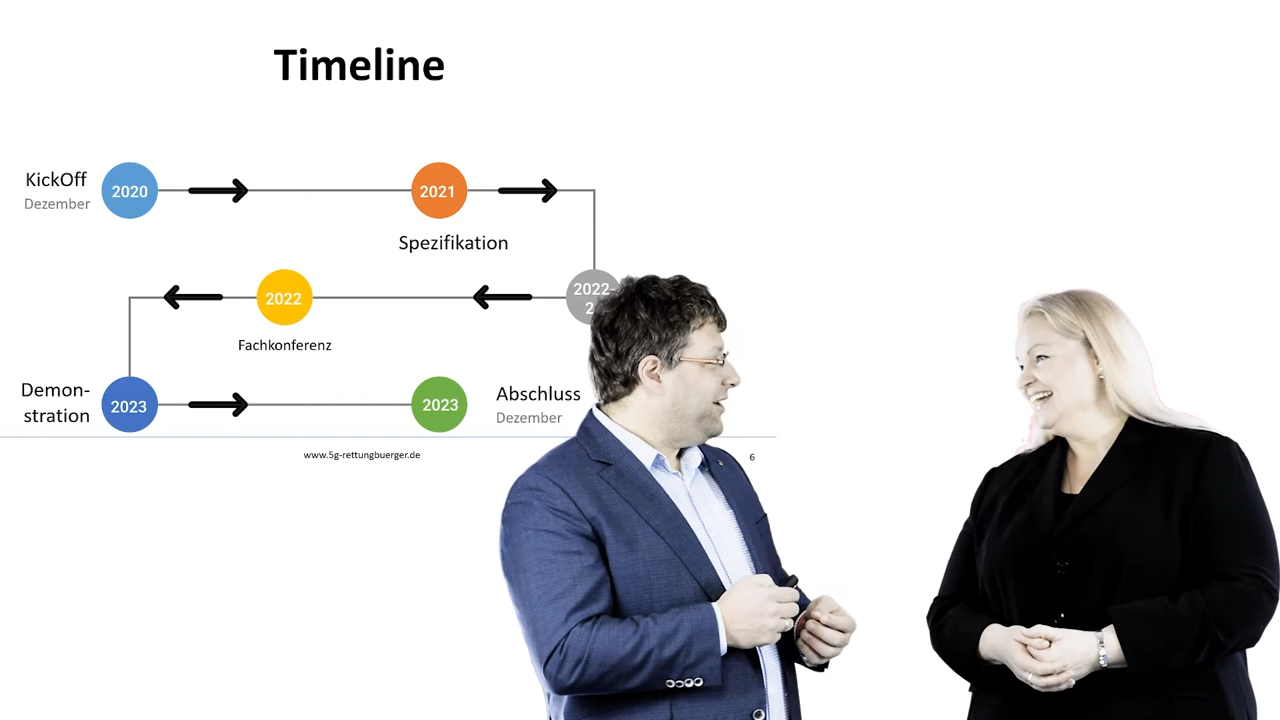 Timeline
KickOff
Dezember
2020
2021
Spezifikation
2022-
2022
Fachkonferenz
Demon-
stration
2023
2023
Abschluss
Dezember
www.5g-rettungbuerger.de
6